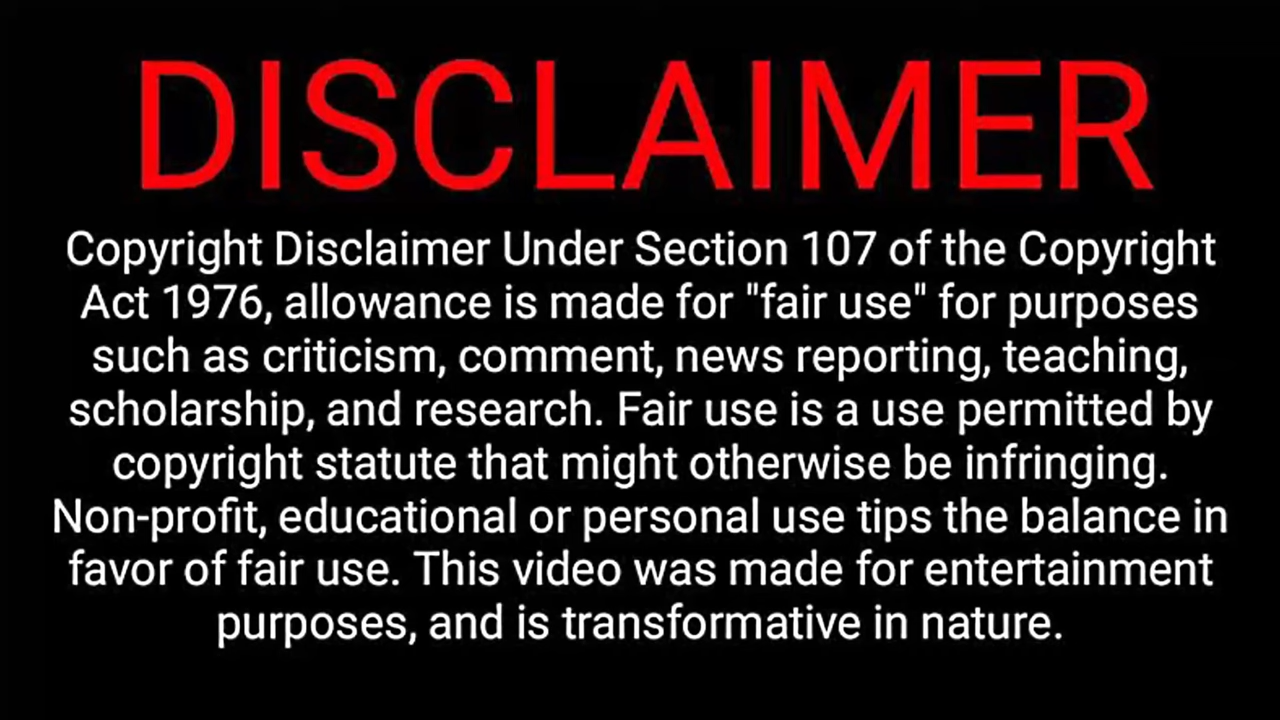 DISCLAIMER
Copyright Disclaimer Under Section 107 of the Copyright
Act 1976, allowance is made for "fair use" for purposes
such as criticism, comment, news reporting, teaching,
scholarship, and research. Fair use is a use permitted by
copyright statute that might otherwise be infringing.
Non-profit, educational or personal use tips the balance in
favor of fair use. This video was made for entertainment
purposes, and is transformative in nature.